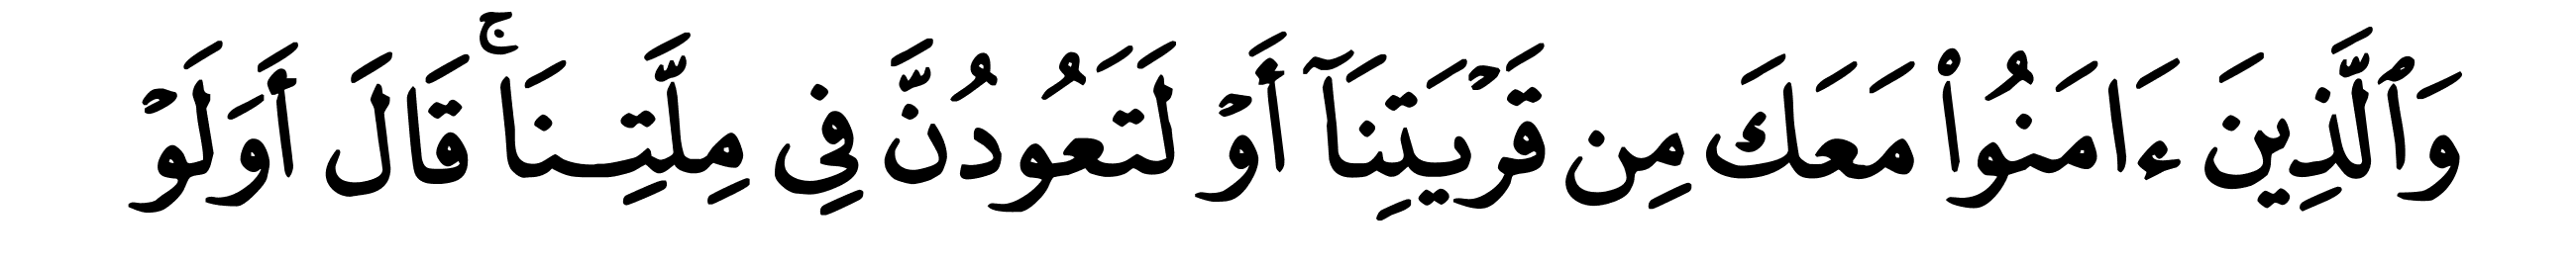 وَٱلَّذِينَ ءَامَنُوا۟ مَعَكَ مِن قَرْيَتِنَآ أَوْ لَتَعُودُنَّ فِى مِلَّتِنَا ۚ قَالَ أَوَلَوْ